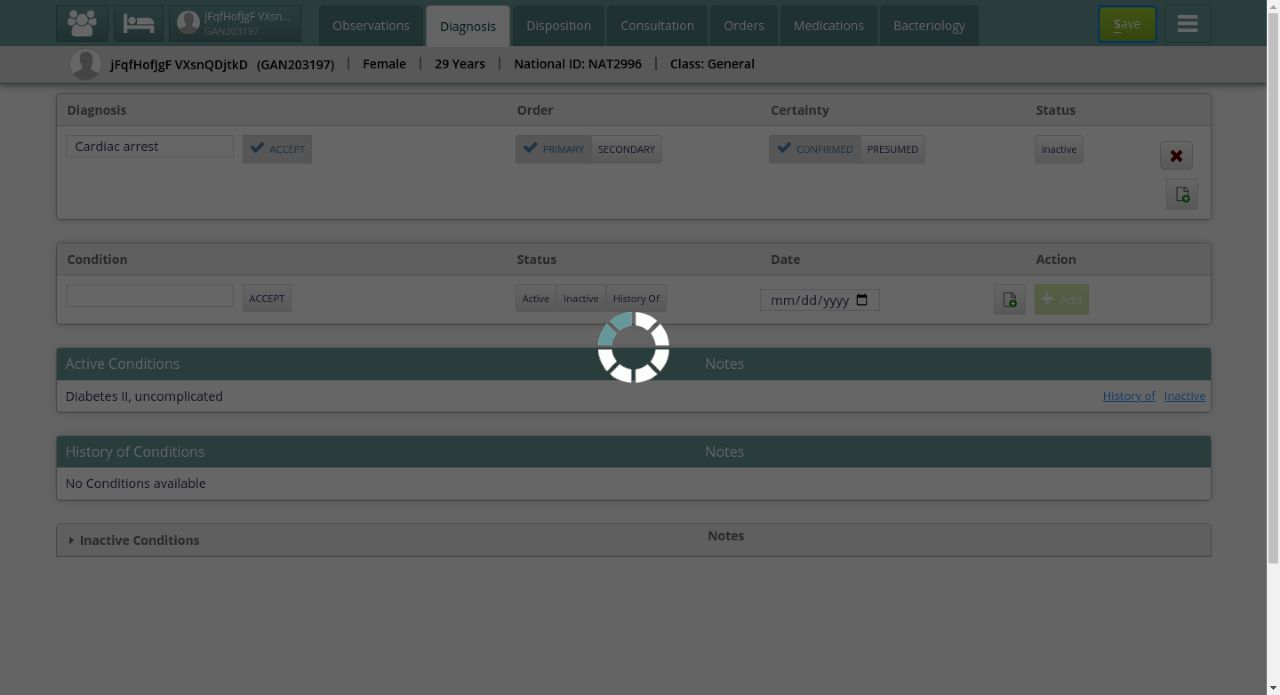 jFqfHofJgF VXsn...
GAN203197
Observations
Diagnosis
Disposition
Consultation
Orders
Medications
Bacteriology
Save
jFqfHofJgF VXsnQDjtkD (GAN203197) | Female | 29 Years | National ID: NAT2996 | Class: General
Diagnosis Order Certainty Status
Cardiac arrest ACCEPT PRIMARY SECONDARY CONFIRMED PRESUMED Inactive
Condition Status Date Action
ACCEPT Active Inactive History Of mm/dd/yyyy Add
Active Conditions Notes
Diabetes II, uncomplicated History of Inactive
History of Conditions Notes
No Conditions available
Inactive Conditions Notes